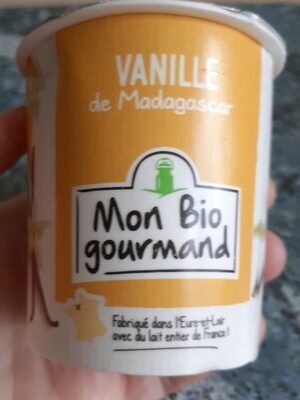 VANILLE
de Madagascar
Mon Bio
gourmand
Fabriqué dans l'Eure-et-Loir
avec du lait entier de France !